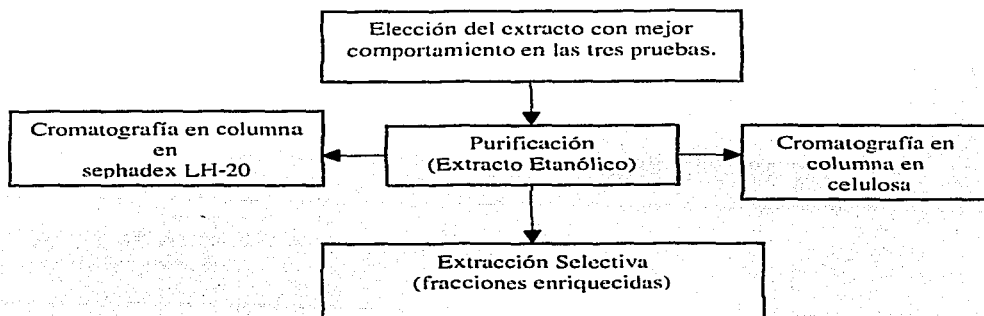 Elección del extracto con mejor
comportamiento en las tres pruebas.
Cromatografía en columna
en
sephadex LH-20
Purificación
(Extracto Etanólico)
Cromatografía en
columna en
celulosa
Extracción Selectiva
(fracciones enriquecidas)